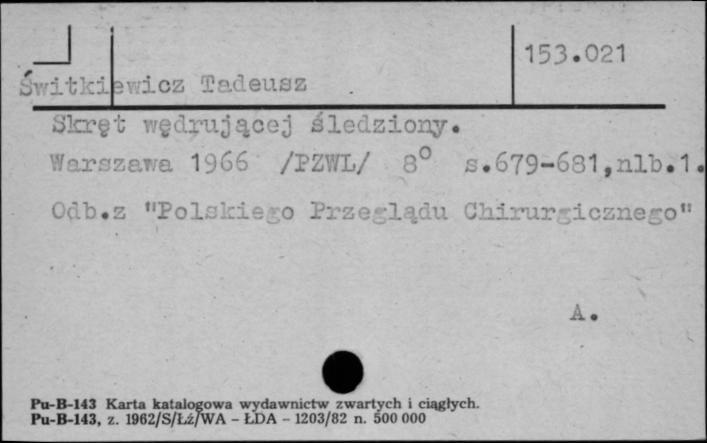 153.021
Świtkiewicz Tadeusz
Skręt wędrującej śledziony.
Warszawa 1966 /PZWL/ 8° s.679-681,nlb.1.
Odb.z "Polskiego Przeglądu Chirurgicznego"
A.
Pu-B-143 Karta katalogowa wydawnictw zwartych i ciągłych.
Pu-B-143, z. 1962/S/Łź/WA – ŁDA – 1203/82 n. 500 000